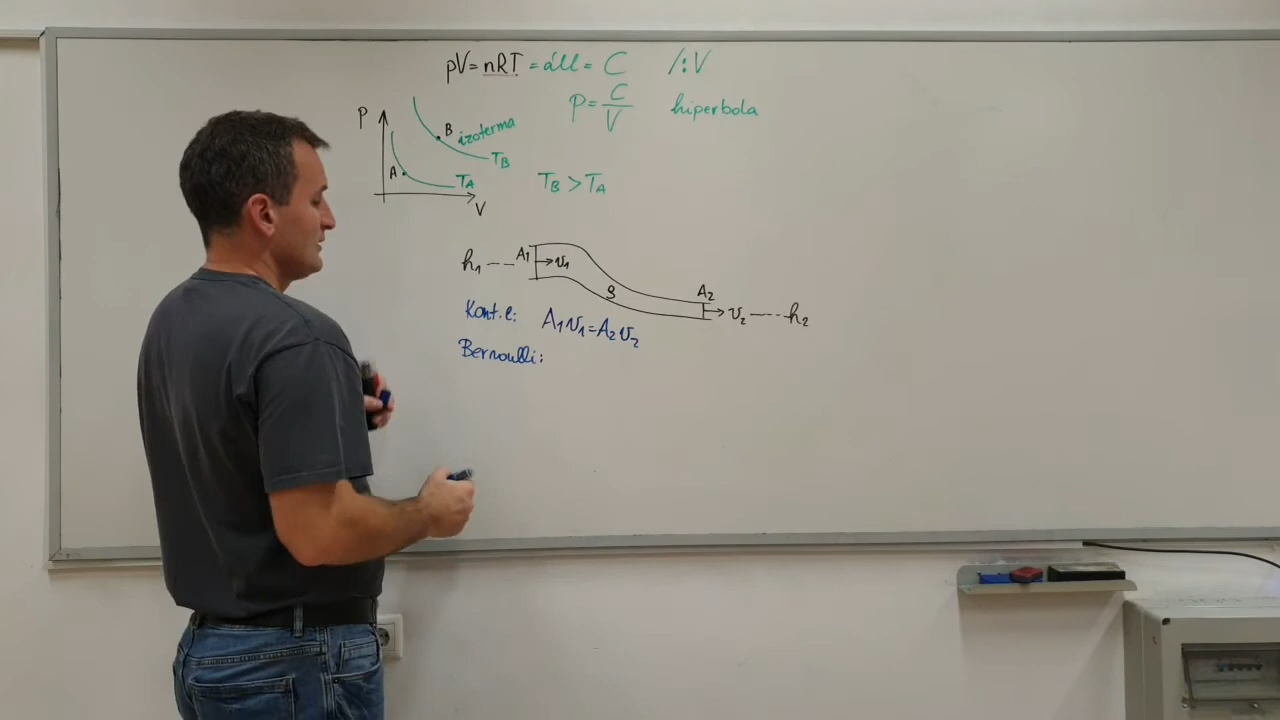 pV = nRT = áll = C /:V
P = C/V hiperbola
P
B izoterma
T_B
A
T_A
V
T_B > T_A
h₁ A₁ v₁
ρ
A₂
v₂ h₂
Kont. e: A₁v₁ = A₂v₂
Bernoulli: